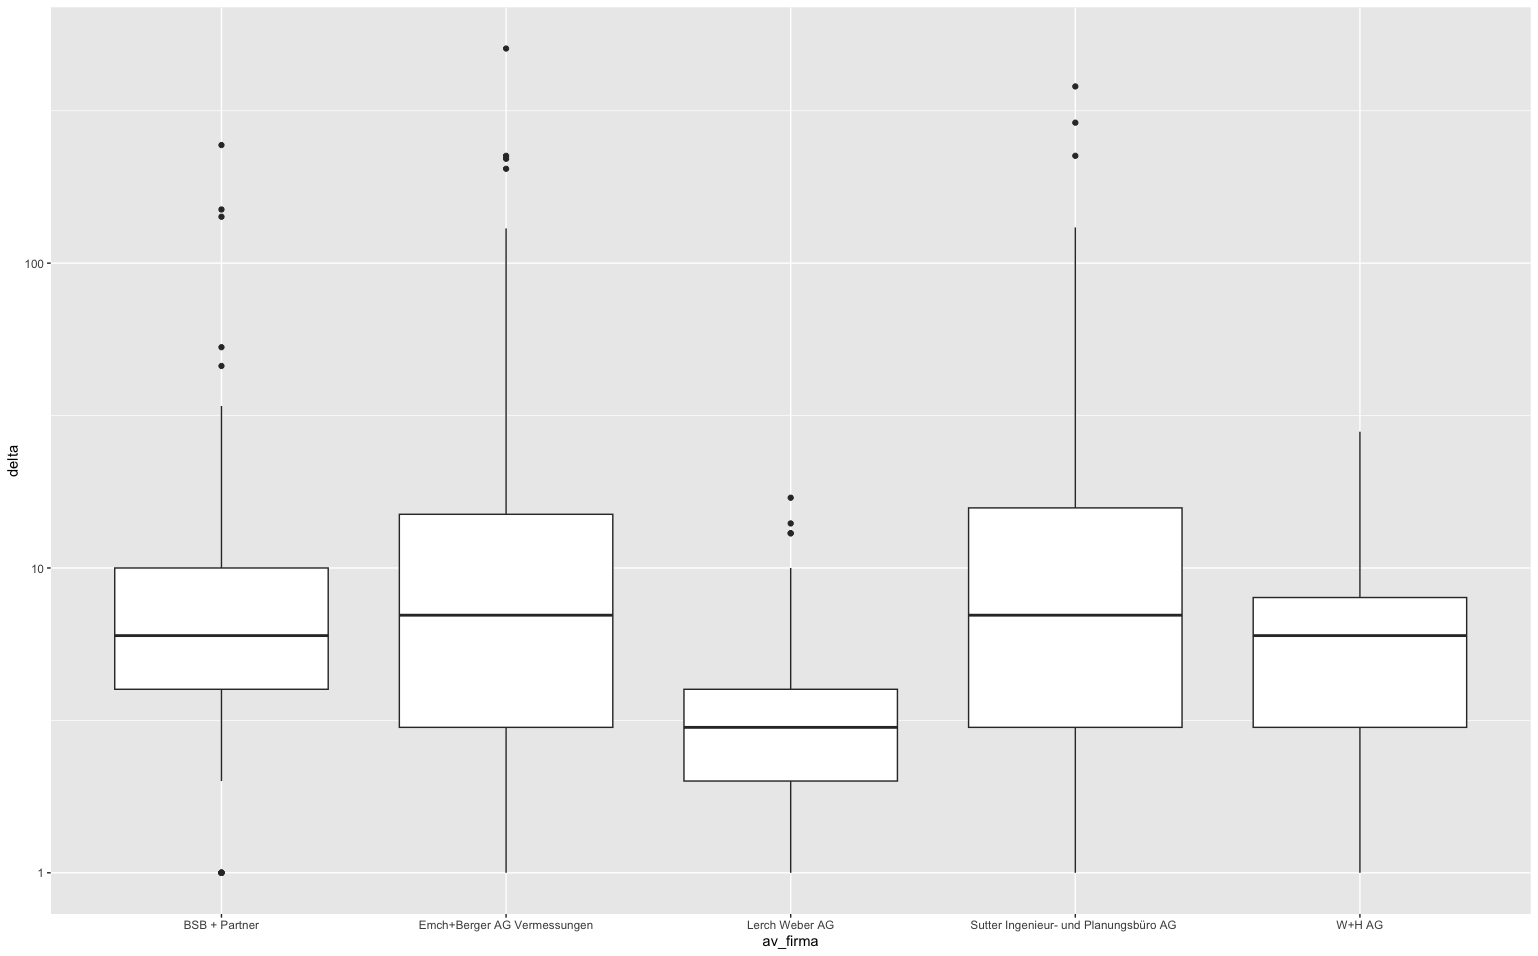 delta
100
10
1
BSB + Partner
Emch+Berger AG Vermessungen
Lerch Weber AG
Sutter Ingenieur- und Planungsbüro AG
W+H AG
av_firma